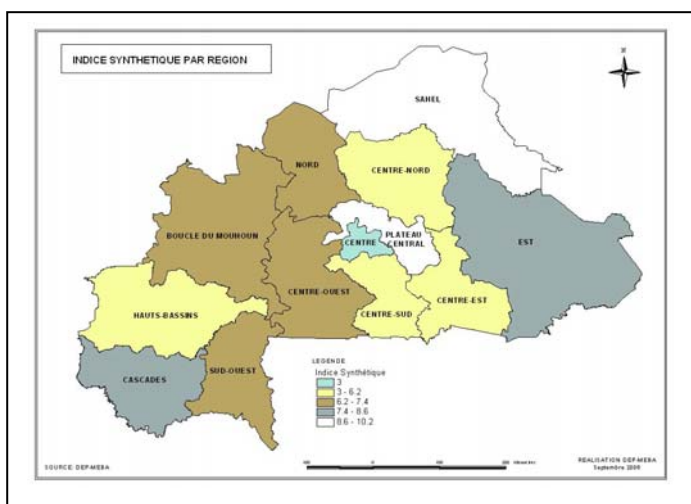 INDICE SYNTHETIQUE PAR REGION
N
SAHEL
NORD
CENTRE-NORD
BOUCLE DU MOUHOUN
CENTRE
PLATEAU
CENTRAL
EST
CENTRE-OUEST
HAUTS-BASSINS
CENTRE-SUD
CENTRE-EST
CASCADES
SUD-OUEST
LEGENDE
Indice Synthétique
3
3 - 6.2
6.2 - 7.4
7.4 - 8.6
8.6 - 10.2
SOURCE: DEP-MEBA
REALISATION DEP-MEBA
Septembre 2009